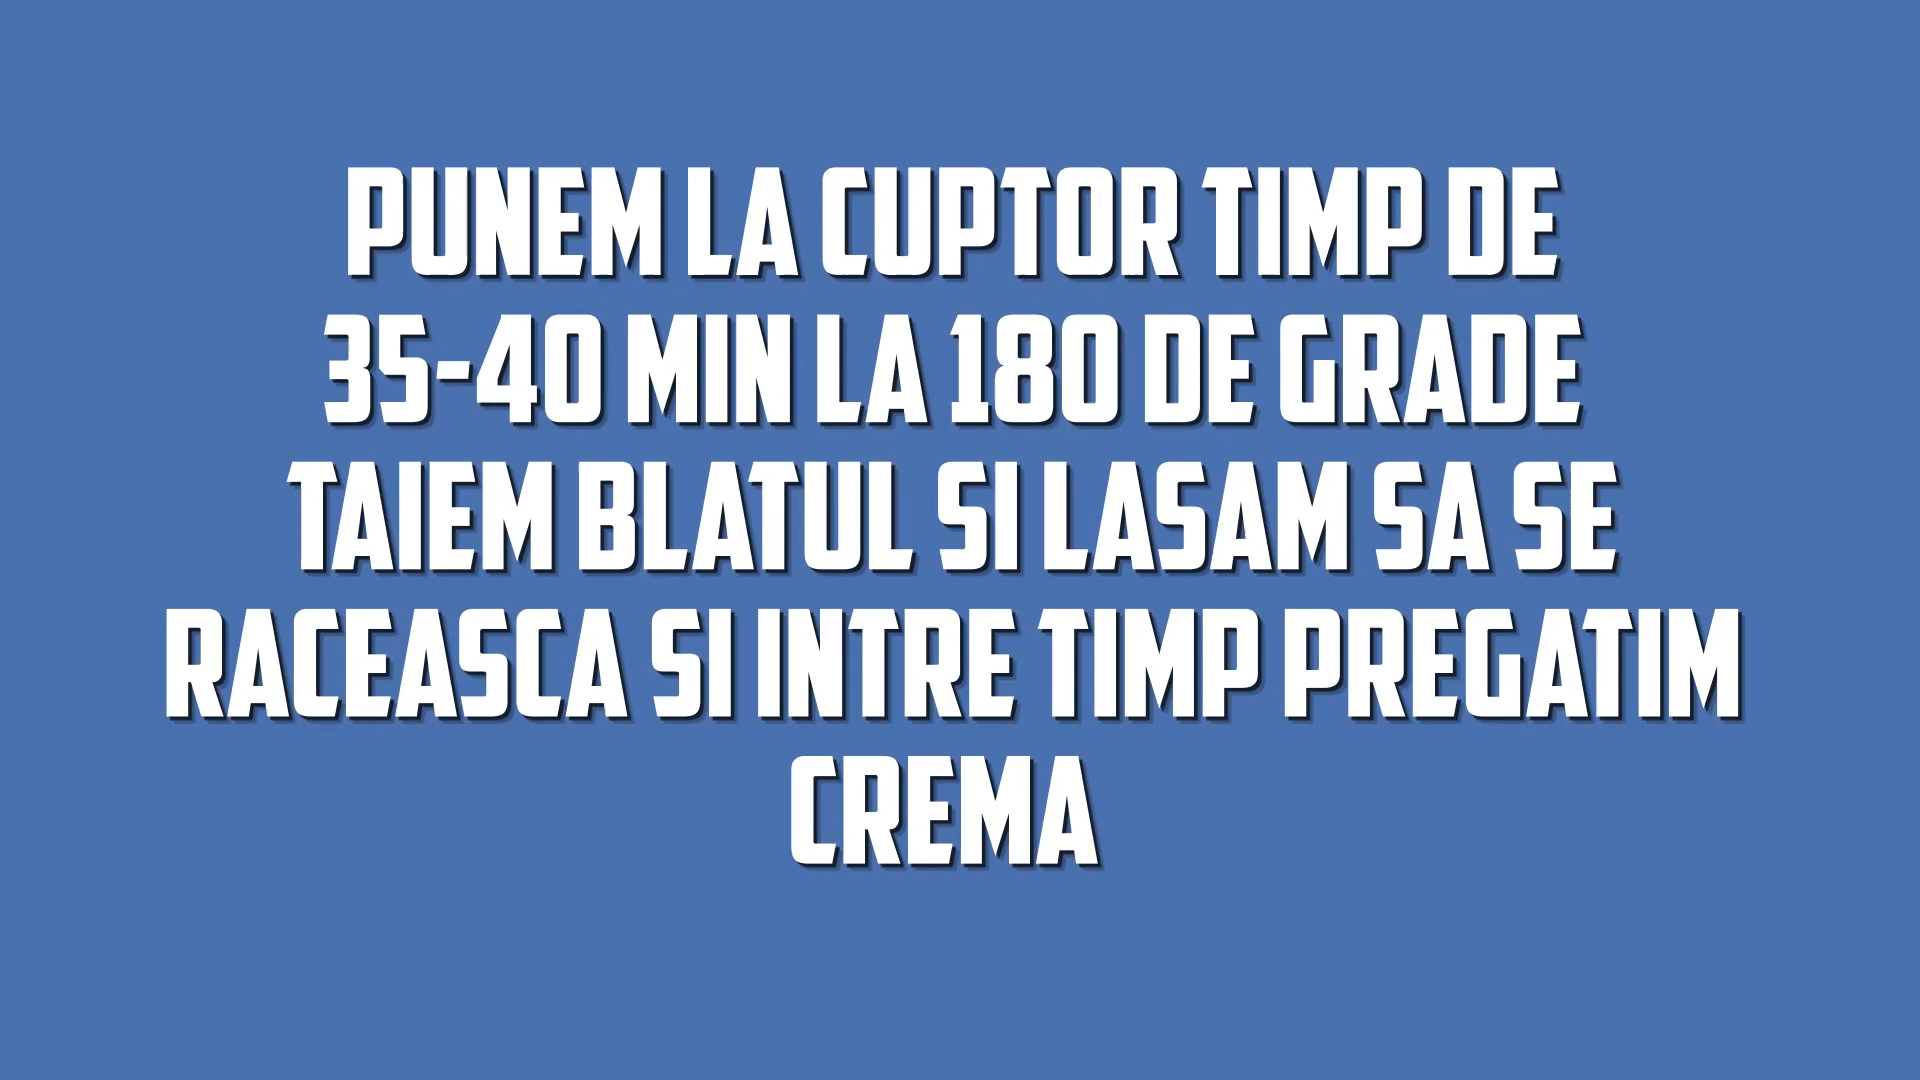 PUNEM LA CUPTOR TIMP DE
35-40 MIN LA 180 DE GRADE
TAIEM BLATUL SI LASAM SA SE
RACEASCA SI INTRE TIMP PREGATIM
CREMA